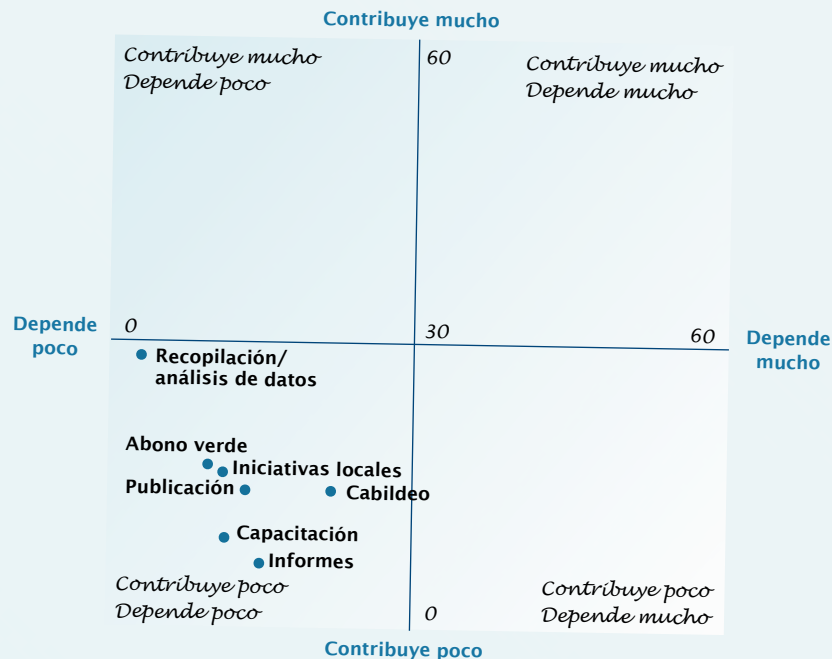 Contribuye mucho
Contribuye mucho
Depende poco
60
Contribuye mucho
Depende mucho
Depende
poco
0
30
60
Depende
mucho
Recopilación/
análisis de datos
Abono verde
Iniciativas locales
Publicación
Cabildeo
Capacitación
Informes
Contribuye poco
Depende poco
0
Contribuye poco
Depende mucho
Contribuye poco